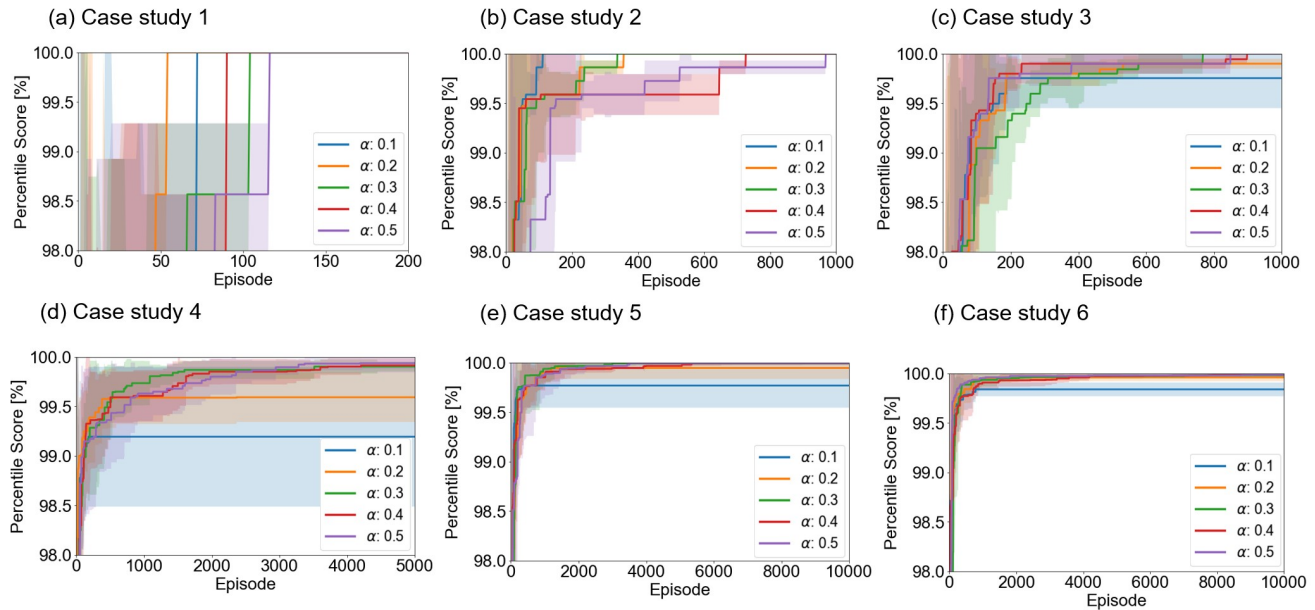 (a) Case study 1
Percentile Score [%]
100.0
99.5
99.0
98.5
98.0
α: 0.1
α: 0.2
α: 0.3
α: 0.4
α: 0.5
0 50 100 150 200
Episode
(b) Case study 2
Percentile Score [%]
100.0
99.5
99.0
98.5
98.0
α: 0.1
α: 0.2
α: 0.3
α: 0.4
α: 0.5
0 200 400 600 800 1000
Episode
(c) Case study 3
Percentile Score [%]
100.0
99.5
99.0
98.5
98.0
α: 0.1
α: 0.2
α: 0.3
α: 0.4
α: 0.5
0 200 400 600 800 1000
Episode
(d) Case study 4
Percentile Score [%]
100.0
99.5
99.0
98.5
98.0
α: 0.1
α: 0.2
α: 0.3
α: 0.4
α: 0.5
0 1000 2000 3000 4000 5000
Episode
(e) Case study 5
Percentile Score [%]
100.0
99.5
99.0
98.5
98.0
α: 0.1
α: 0.2
α: 0.3
α: 0.4
α: 0.5
0 2000 4000 6000 8000 10000
Episode
(f) Case study 6
Percentile Score [%]
100.0
99.5
99.0
98.5
98.0
α: 0.1
α: 0.2
α: 0.3
α: 0.4
α: 0.5
0 2000 4000 6000 8000 10000
Episode